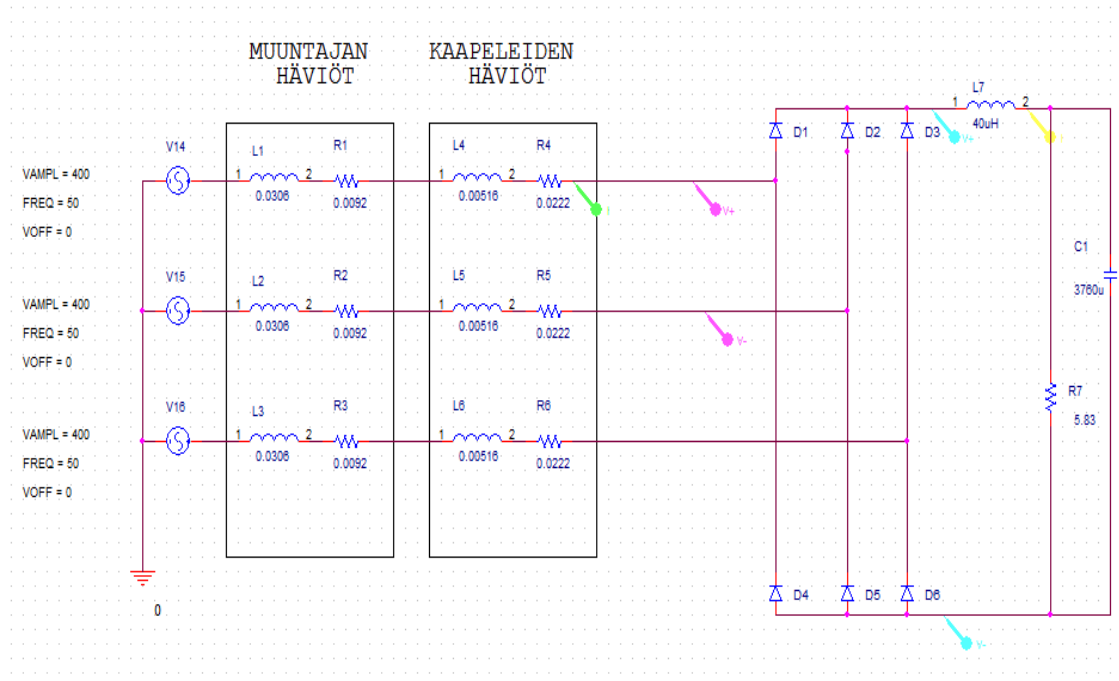 MUUNTAJAN
HÄVIÖT
KAAPELEIDEN
HÄVIÖT
L7
1 2
40uH
V+
D1 D2 D3
V14
VAMPL = 400
FREQ = 50
VOFF = 0
L1 R1
1 2
0.0306 0.0092
L4 R4
1 2
0.00516 0.0222
I
V+
C1
3760u
V15
VAMPL = 400
FREQ = 50
VOFF = 0
L2 R2
1 2
0.0306 0.0092
L5 R5
1 2
0.00516 0.0222
V-
R7
5.83
V16
VAMPL = 400
FREQ = 50
VOFF = 0
L3 R3
1 2
0.0306 0.0092
L6 R6
1 2
0.00516 0.0222
D4 D5 D6
0
V-